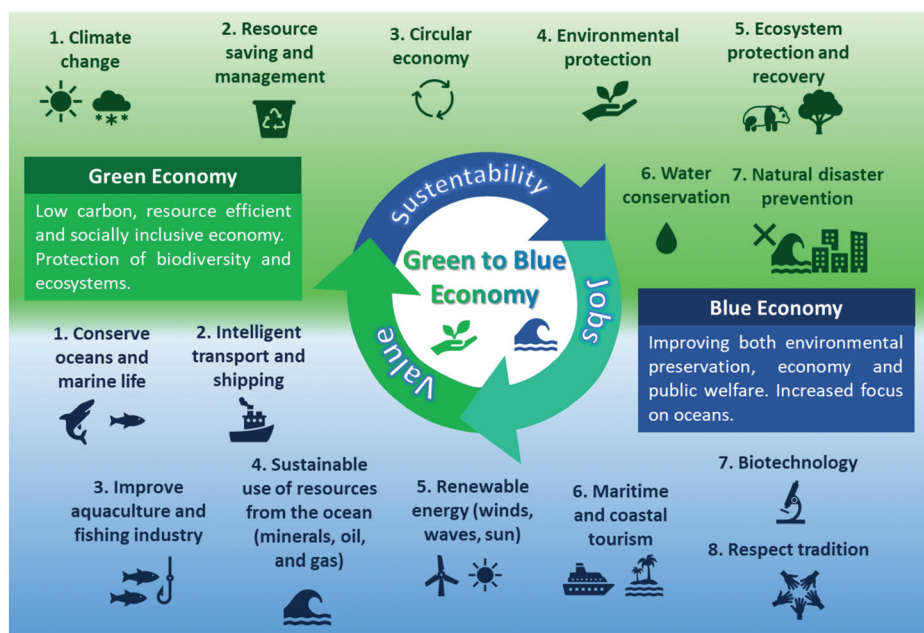 1. Climate
change
2. Resource
saving and
management
3. Circular
economy
4. Environmental
protection
5. Ecosystem
protection and
recovery
6. Water
conservation
7. Natural disaster
prevention
Green Economy
Low carbon, resource efficient
and socially inclusive economy.
Protection of biodiversity and
ecosystems.
Sustentability
Jobs
Value
Green to Blue
Economy
Blue Economy
Improving both environmental
preservation, economy and
public welfare. Increased focus
on oceans.
1. Conserve
oceans and
marine life
2. Intelligent
transport and
shipping
3. Improve
aquaculture and
fishing industry
4. Sustainable
use of resources
from the ocean
(minerals, oil,
and gas)
5. Renewable
energy (winds,
waves, sun)
6. Maritime
and coastal
tourism
7. Biotechnology
8. Respect tradition